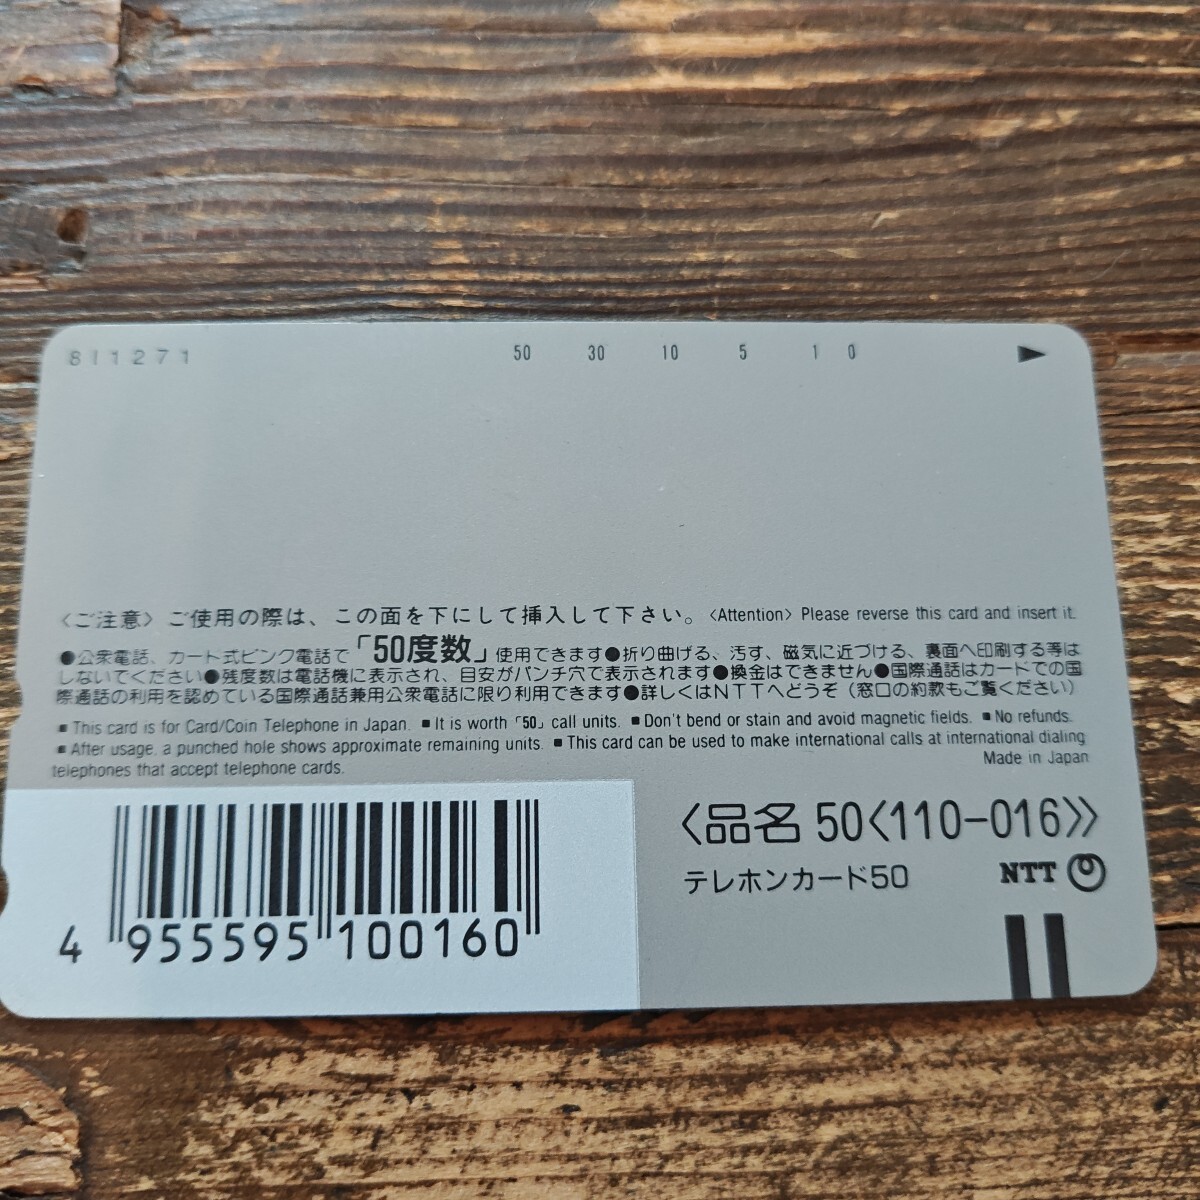 811271 50 30 10 5 1 0
〈ご注意〉ご使用の際は、この面を下にして挿入して下さい。〈Attention〉Please reverse this card and insert it.
●公衆電話、カード式ピンク電話で「50度数」使用できます●折り曲げる、汚す、磁気に近づける、裏面へ印刷する等は
しないでください●残度数は電話機に表示され、目安がパンチ穴で表示されます●換金はできません●国際通話はカードでの国
際通話の利用を認めている国際通話兼用公衆電話に限り利用できます●詳しくはNTTへどうぞ（窓口の約款もご覧ください）
■This card is for Card/Coin Telephone in Japan. ■It is worth「50」call units. ■Don't bend or stain and avoid magnetic fields. ■No refunds.
■After usage, a punched hole shows approximate remaining units. ■This card can be used to make international calls at international dialing
telephones that accept telephone cards.
Made in Japan
〈品名 50〈110-016〉〉
テレホンカード50 NTT
4 955595 100160